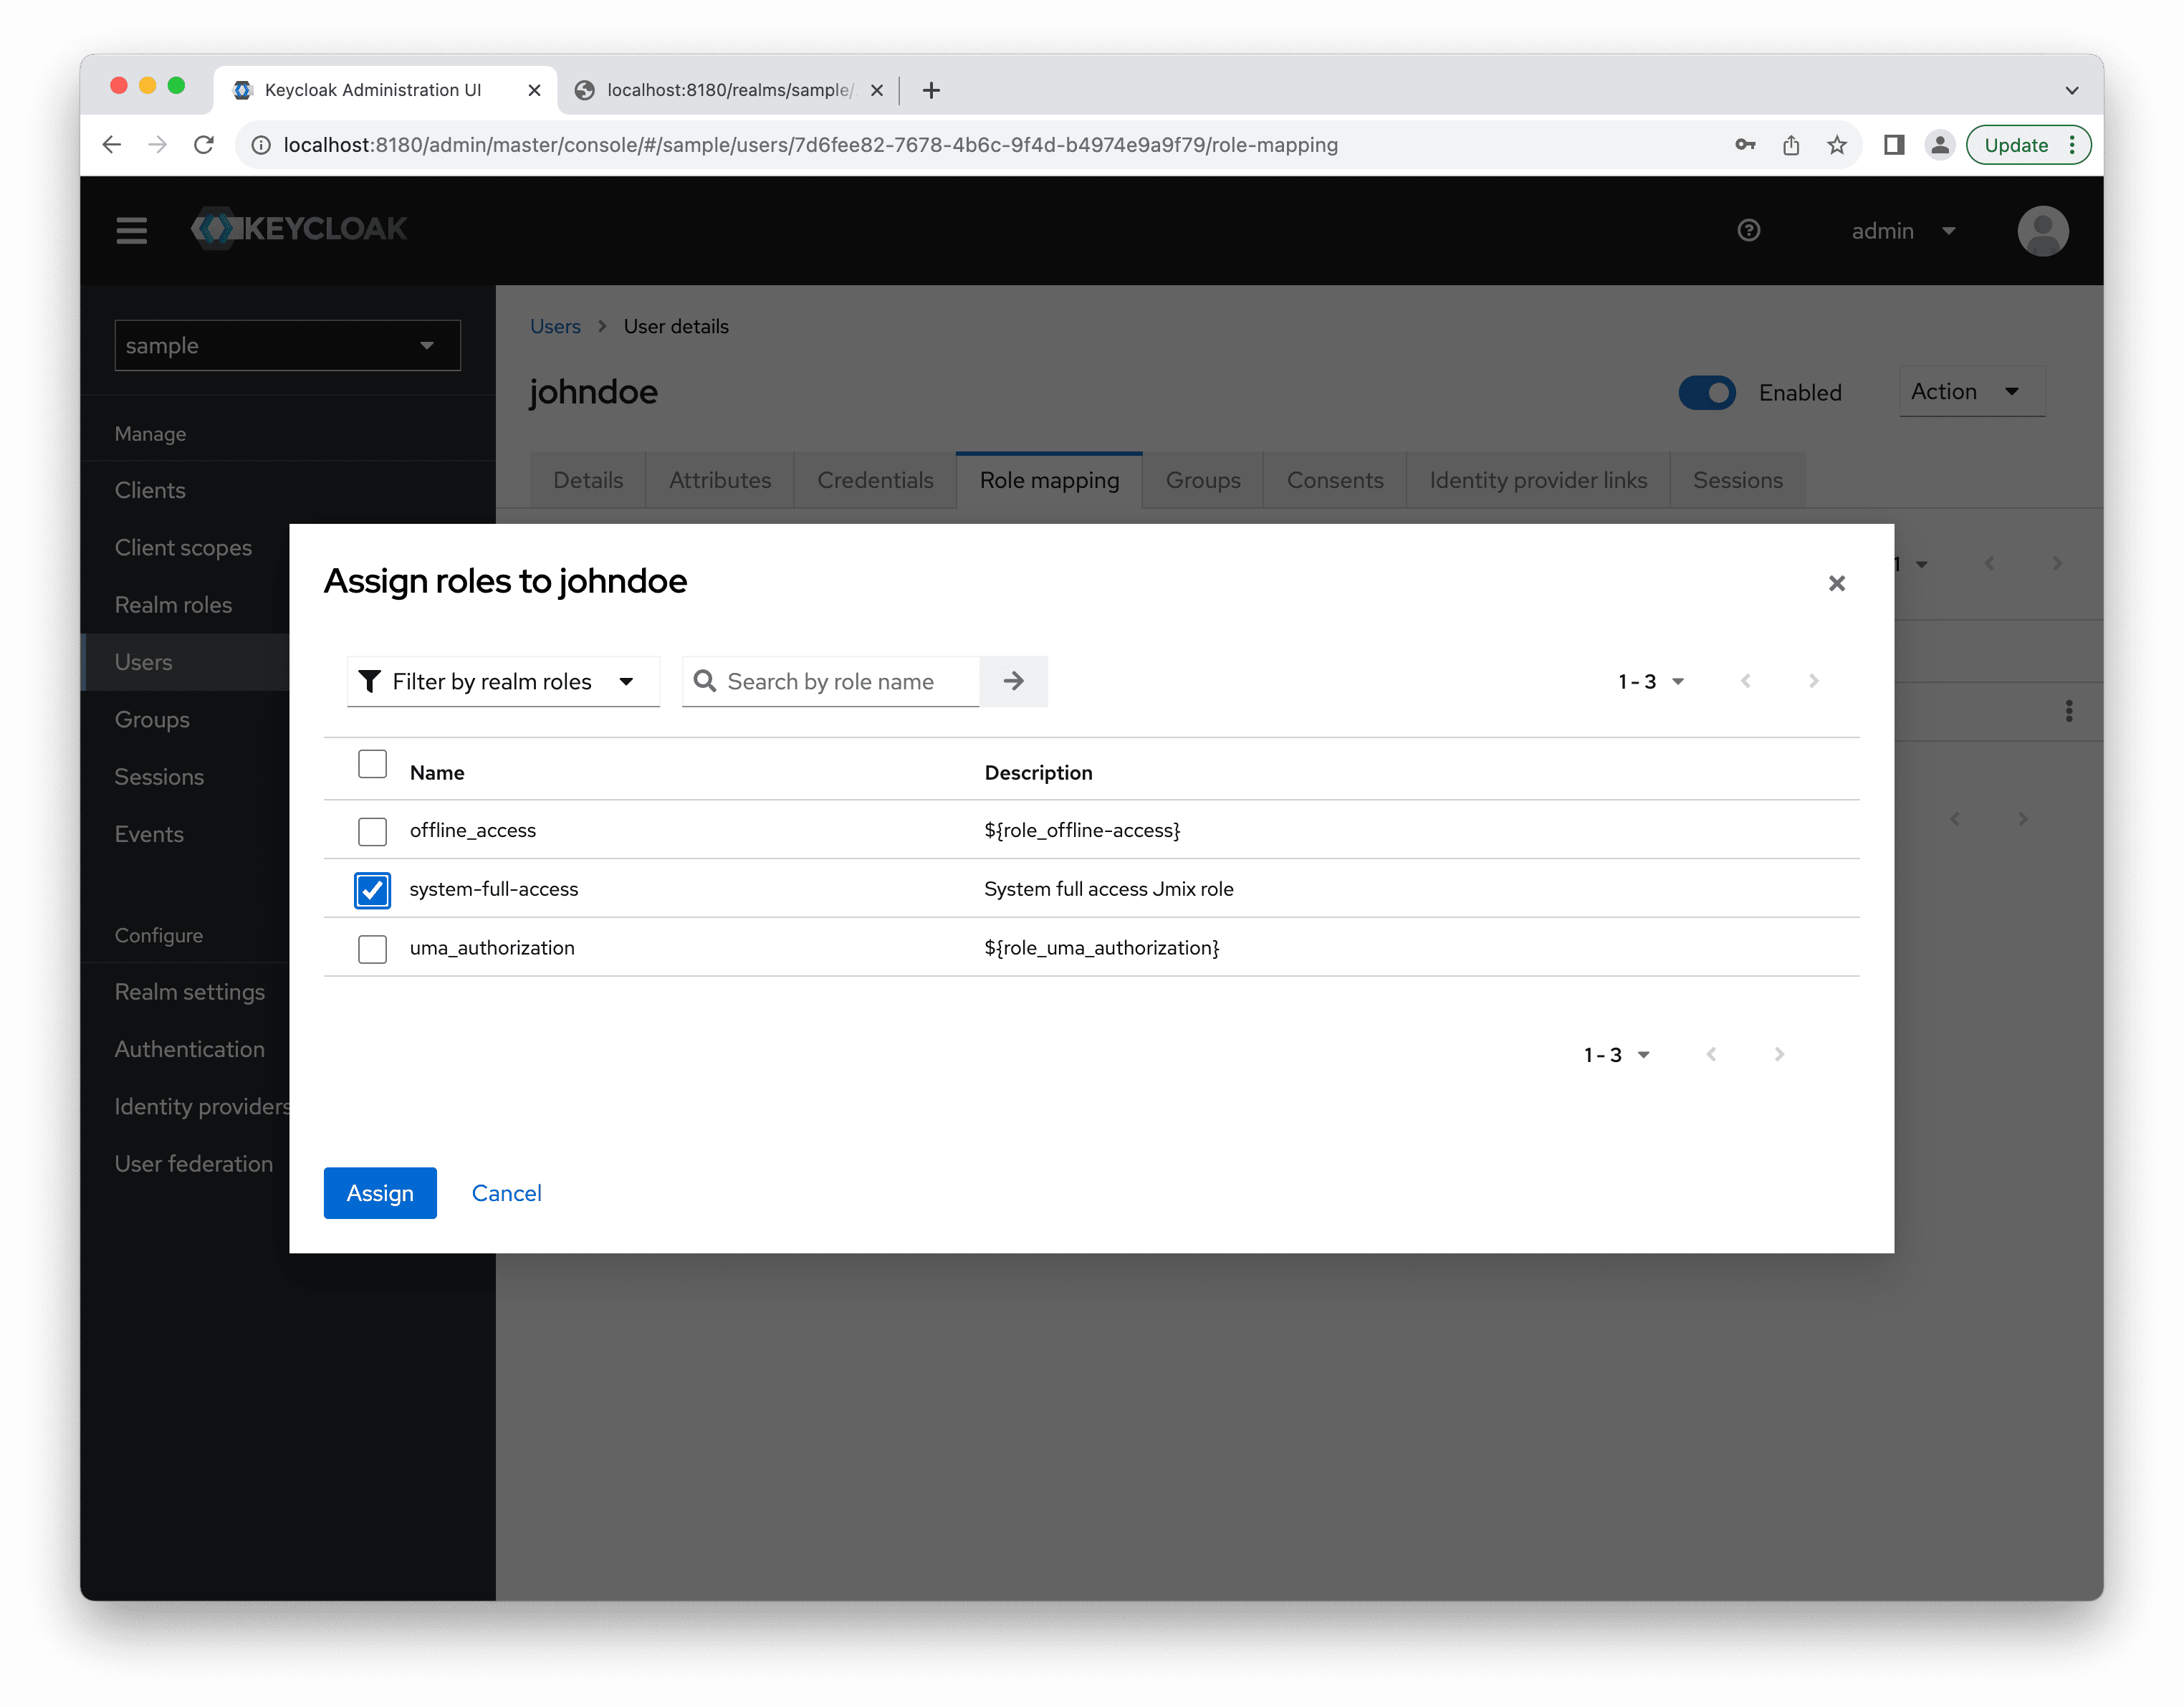 Keycloak Administration UI
localhost:8180/realms/sample/
localhost:8180/admin/master/console/#/sample/users/7d6fee82-7678-4b6c-9f4d-b4974e9a9f79/role-mapping
Update
KEYCLOAK
admin
sample
Manage
Clients
Client scopes
Realm roles
Users
Groups
Sessions
Events
Configure
Realm settings
Authentication
Identity providers
User federation
Users > User details
johndoe
Enabled
Action
Details Attributes Credentials Role mapping Groups Consents Identity provider links Sessions
1
Assign roles to johndoe
Filter by realm roles Search by role name 1 - 3
Name Description
offline_access ${role_offline-access}
system-full-access System full access Jmix role
uma_authorization ${role_uma_authorization}
1 - 3
Assign Cancel